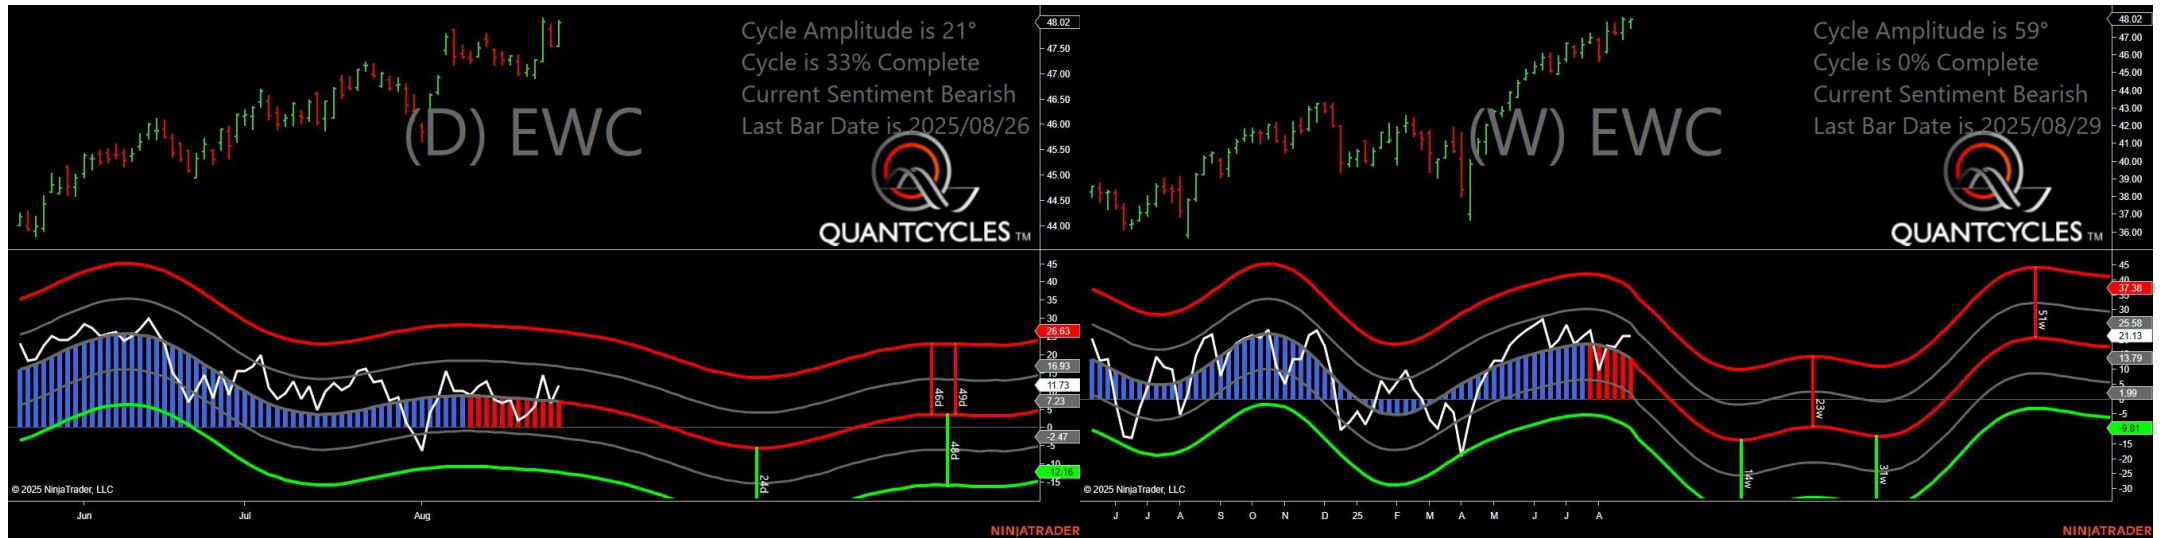 Cycle Amplitude is 21°
Cycle is 33% Complete
Current Sentiment Bearish
Last Bar Date is 2025/08/26
(D) EWC
QUANTCYCLES TM
48.02
47.50
47.00
46.50
46.00
45.50
45.00
44.50
44.00
45
40
35
30
26.63
20
16.93
11.73
7.23
5
0
-2.47
-5
-12.16
-15
46d
49d
48d
24d
© 2025 NinjaTrader, LLC
Jun
Jul
Aug
NINJATRADER
Cycle Amplitude is 59°
Cycle is 0% Complete
Current Sentiment Bearish
Last Bar Date is 2025/08/29
(W) EWC
QUANTCYCLES TM
48.02
47.00
46.00
45.00
44.00
43.00
42.00
41.00
40.00
39.00
38.00
37.00
36.00
45
40
37.38
30
25.58
21.13
13.79
10
5
1.99
-5
-9.81
-15
-20
-25
-30
51w
23w
14w
31w
© 2025 NinjaTrader, LLC
J
J
A
S
O
N
D
25
F
M
A
M
J
J
A
NINJATRADER